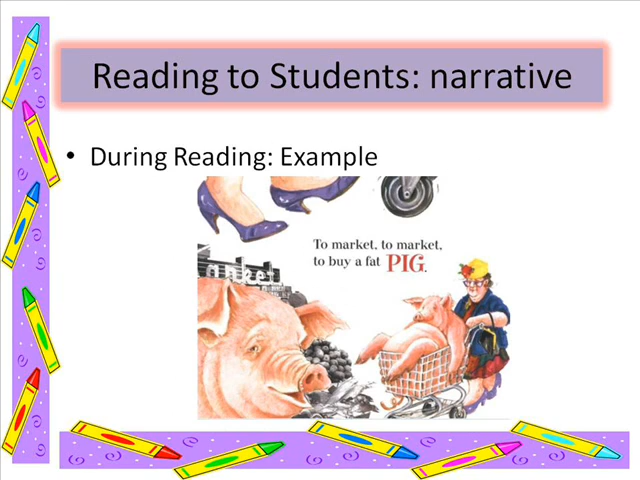 Reading to Students: narrative
• During Reading: Example
To market, to market,
to buy a fat PIG.